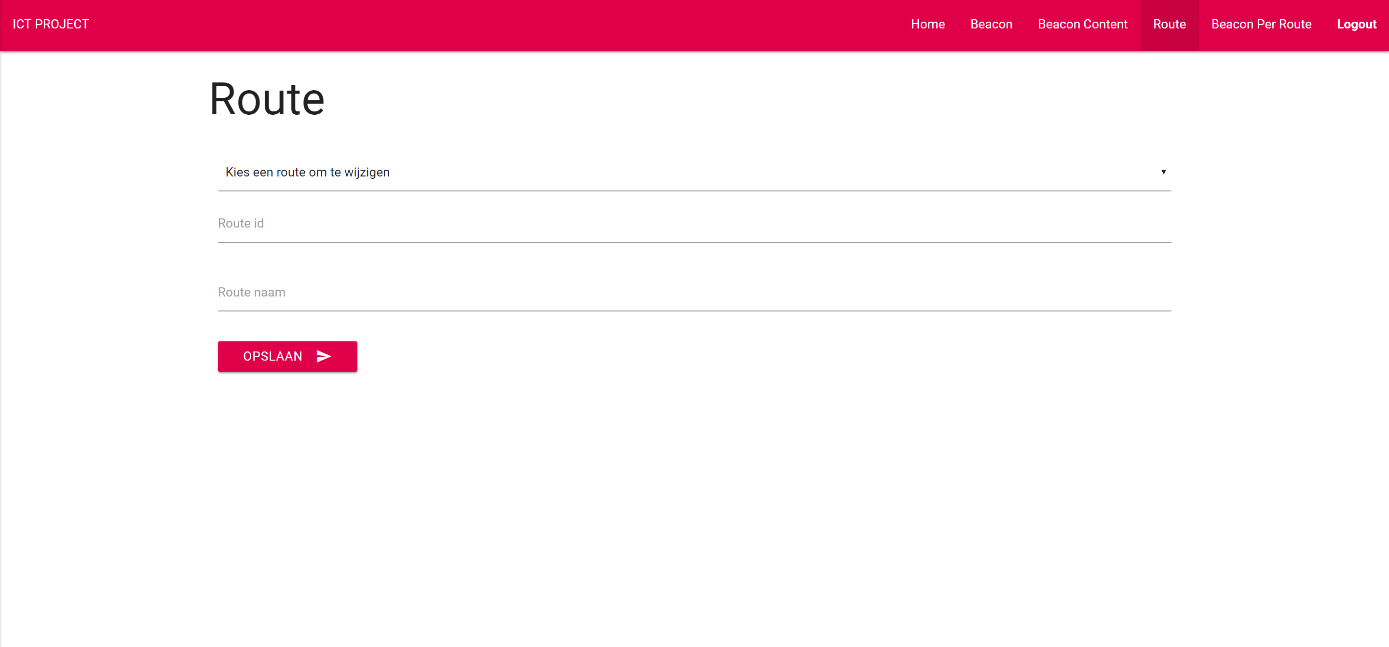 ICT PROJECT
Home Beacon Beacon Content Route Beacon Per Route Logout
Route
Kies een route om te wijzigen
Route id
Route naam
OPSLAAN